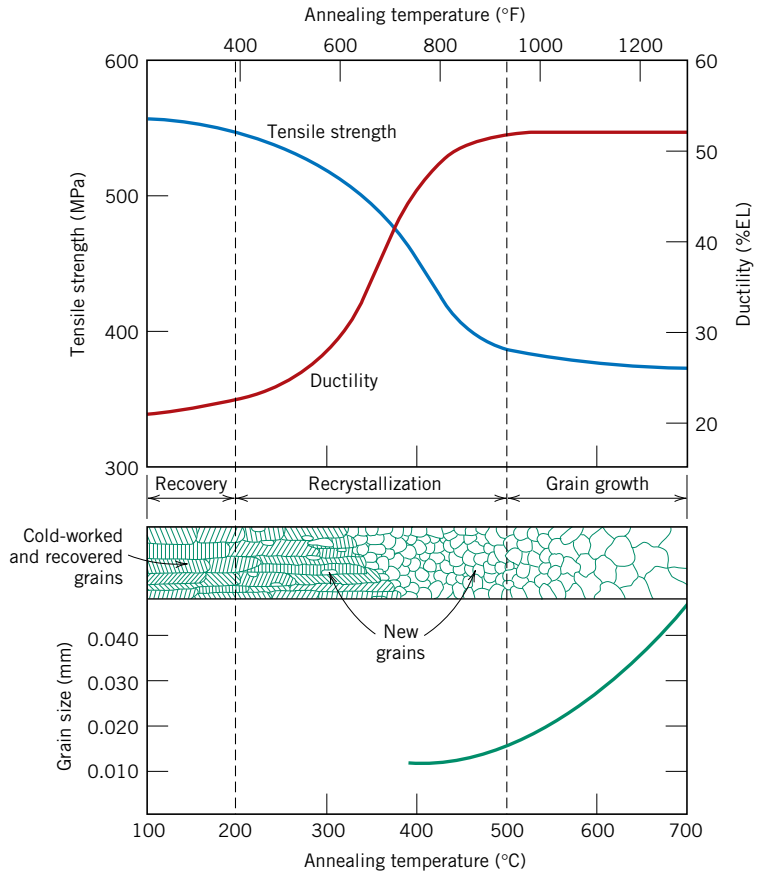 Annealing temperature (°F)
400 600 800 1000 1200
600 60
Tensile strength
50
500
Tensile strength (MPa)
40
Ductility (%EL)
400
30
Ductility
20
300
Recovery Recrystallization Grain growth
Cold-worked
and recovered
grains
New
grains
0.040
0.030
Grain size (mm)
0.020
0.010
100 200 300 400 500 600 700
Annealing temperature (°C)